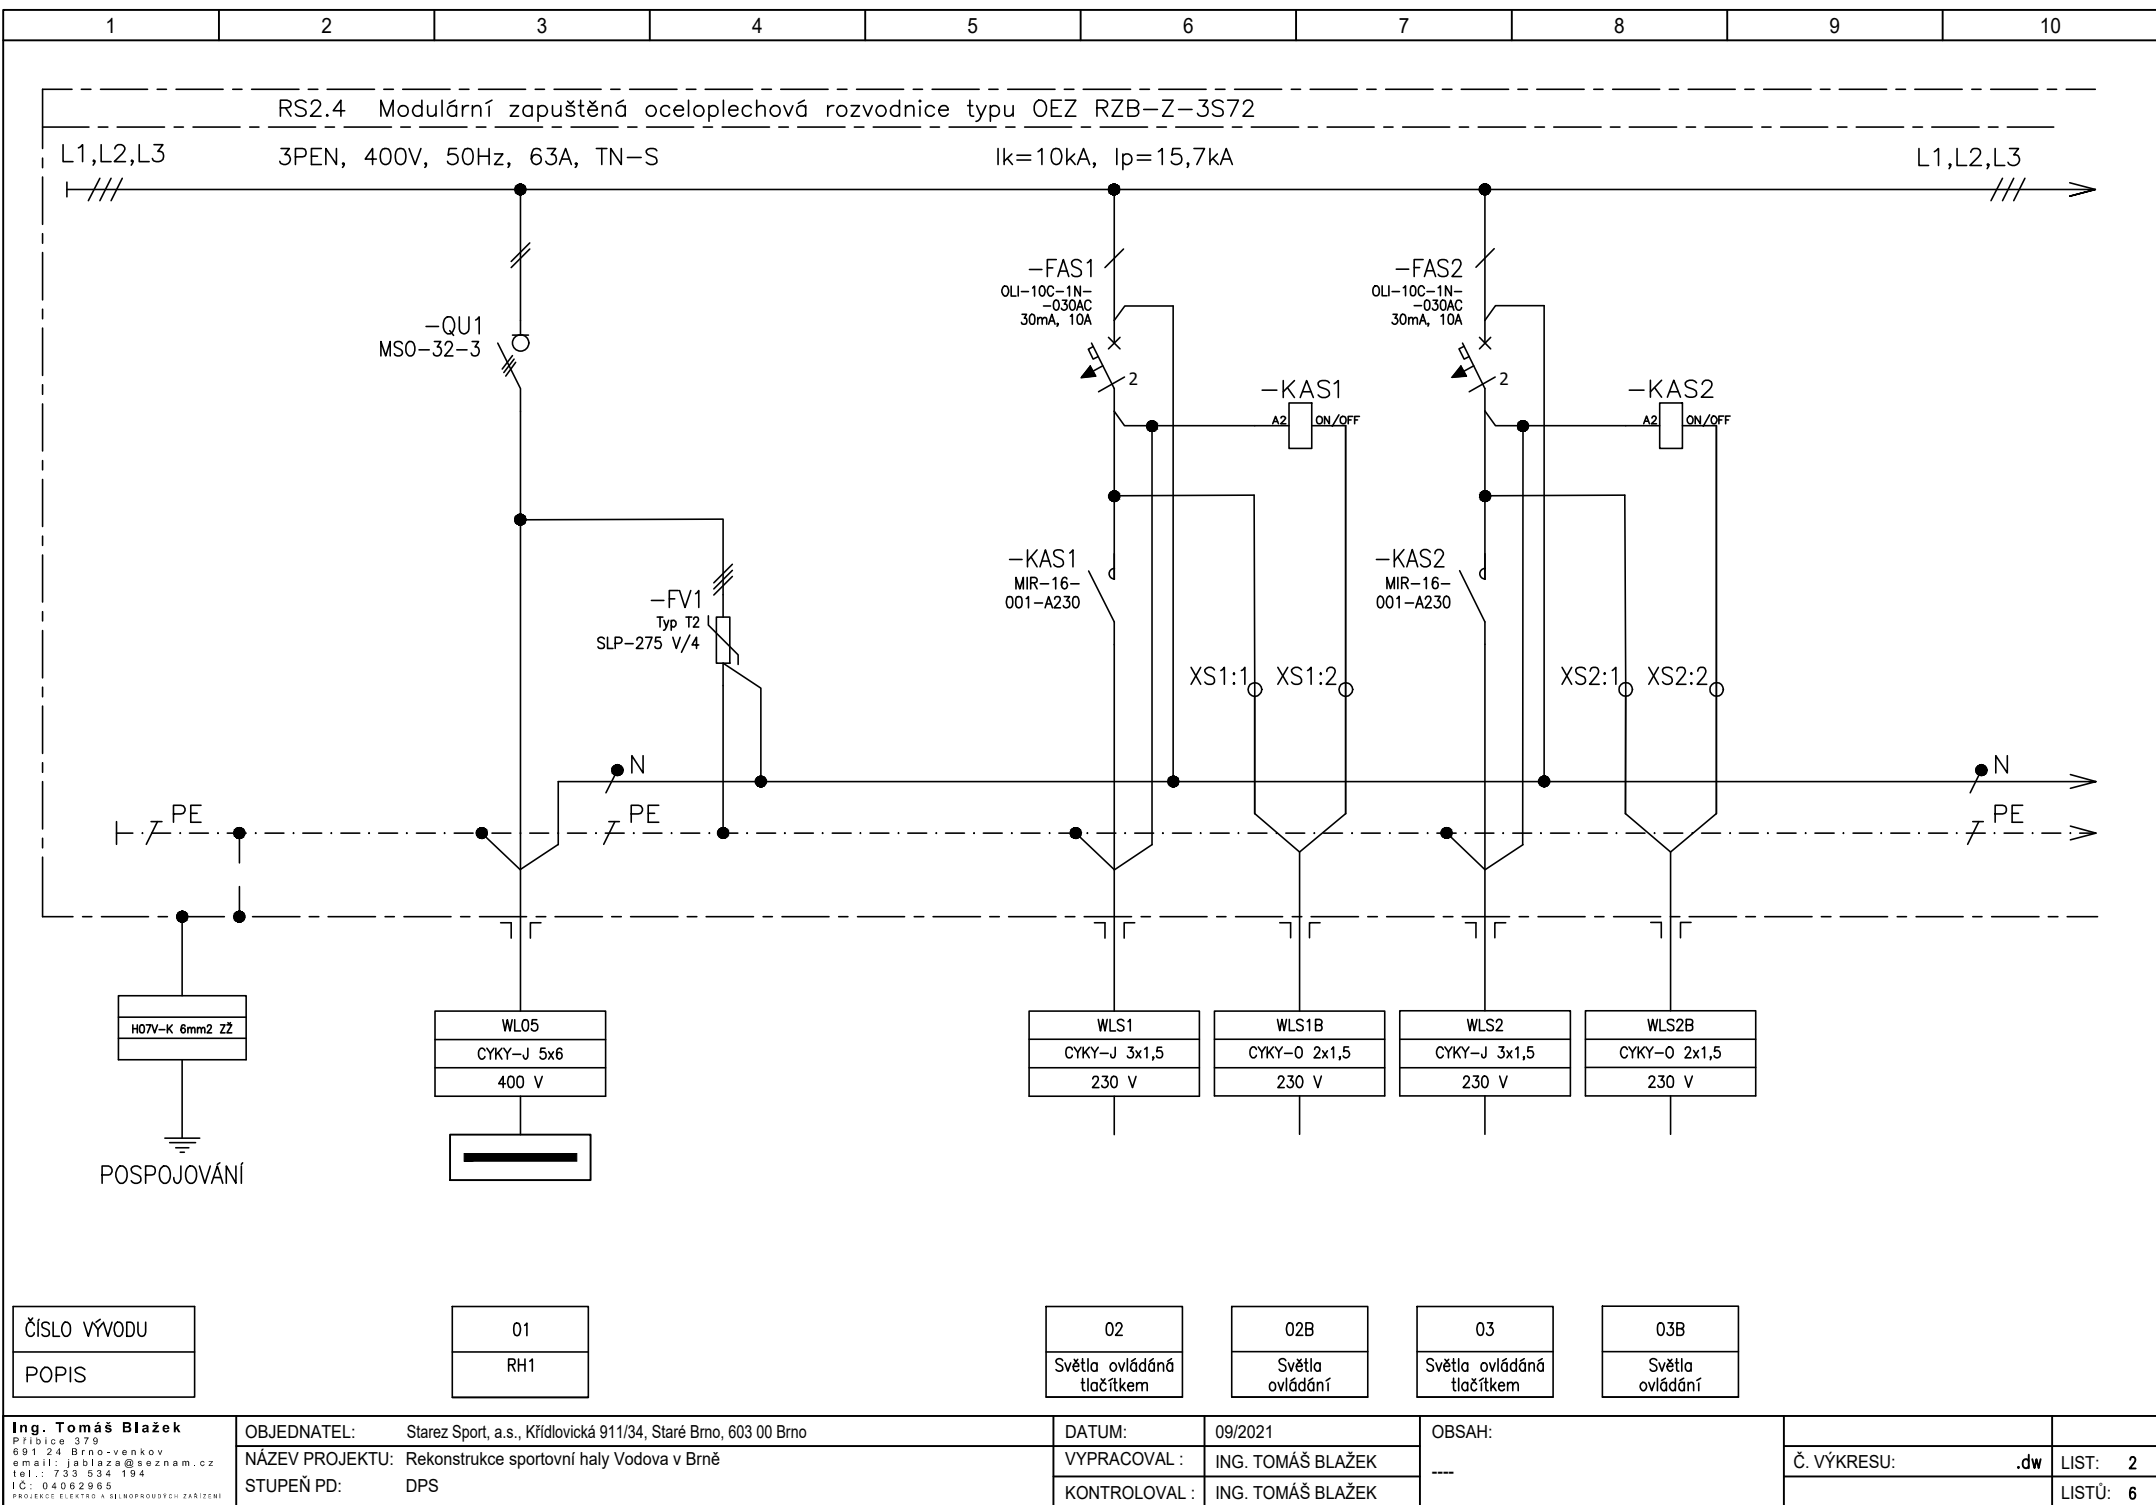 1 2 3 4 5 6 7 8 9 10
RS2.4 Modulární zapuštěná oceloplechová rozvodnice typu OEZ RZB-Z-3S72
L1,L2,L3
3PEN, 400V, 50Hz, 63A, TN-S
Ik=10kA, Ip=15,7kA
L1,L2,L3
-QU1
MSO-32-3
-FV1
Typ T2
SLP-275 V/4
-FAS1
OLI-10C-1N-
-030AC
30mA, 10A
2
-KAS1
A2 ON/OFF
-KAS1
MIR-16-
001-A230
XS1:1 XS1:2
-FAS2
OLI-10C-1N-
-030AC
30mA, 10A
2
-KAS2
A2 ON/OFF
-KAS2
MIR-16-
001-A230
XS2:1 XS2:2
N
N
PE
PE
PE
H07V-K 6mm2 ZŽ
POSPOJOVÁNÍ
WL05
CYKY-J 5x6
400 V
WLS1
CYKY-J 3x1,5
230 V
WLS1B
CYKY-O 2x1,5
230 V
WLS2
CYKY-J 3x1,5
230 V
WLS2B
CYKY-O 2x1,5
230 V
ČÍSLO VÝVODU
POPIS
01
RH1
02
Světla ovládáná
tlačítkem
02B
Světla
ovládání
03
Světla ovládáná
tlačítkem
03B
Světla
ovládání
Ing. Tomáš Blažek
Přibice 379
691 24 Brno-venkov
email: jablaza@seznam.cz
tel.: 733 534 194
IČ: 04062965
PROJEKCE ELEKTRO A SILNOPROUDÝCH ZAŘÍZENÍ
OBJEDNATEL: Starez Sport, a.s., Křídlovická 911/34, Staré Brno, 603 00 Brno
NÁZEV PROJEKTU: Rekonstrukce sportovní haly Vodova v Brně
STUPEŇ PD: DPS
DATUM: 09/2021
VYPRACOVAL : ING. TOMÁŠ BLAŽEK
KONTROLOVAL : ING. TOMÁŠ BLAŽEK
OBSAH:
----
Č. VÝKRESU: .dw
LIST: 2
LISTŮ: 6